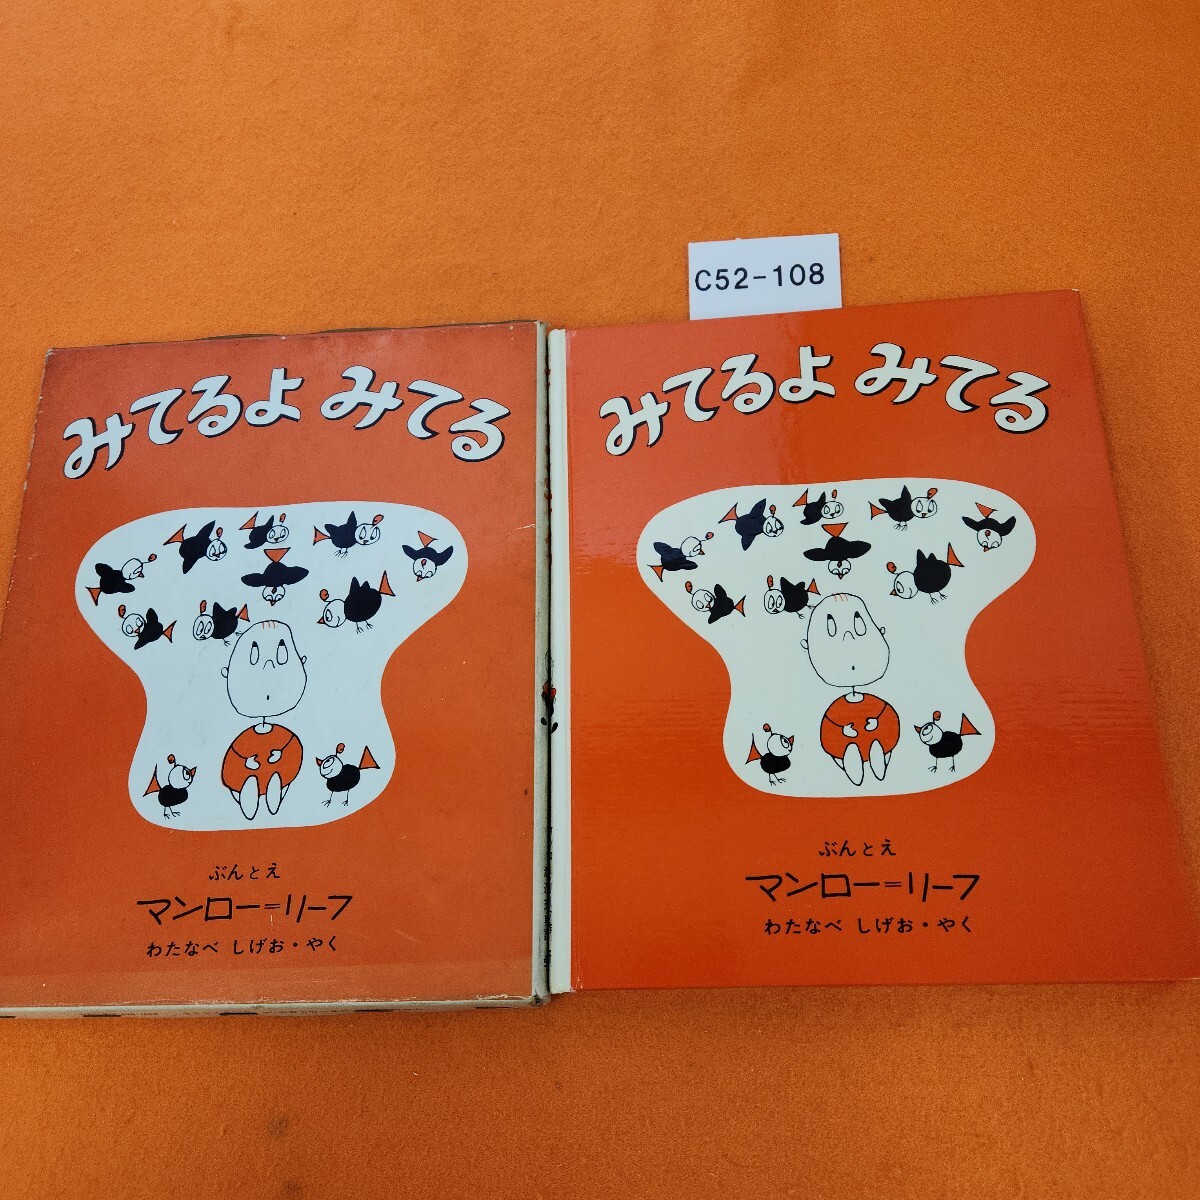 C52-108
みてるよ みてる
ぶんとえ
マンロー=リーフ
わたなべ しげお・やく
みてるよ みてる
ぶんとえ
マンロー=リーフ
わたなべ しげお・やく